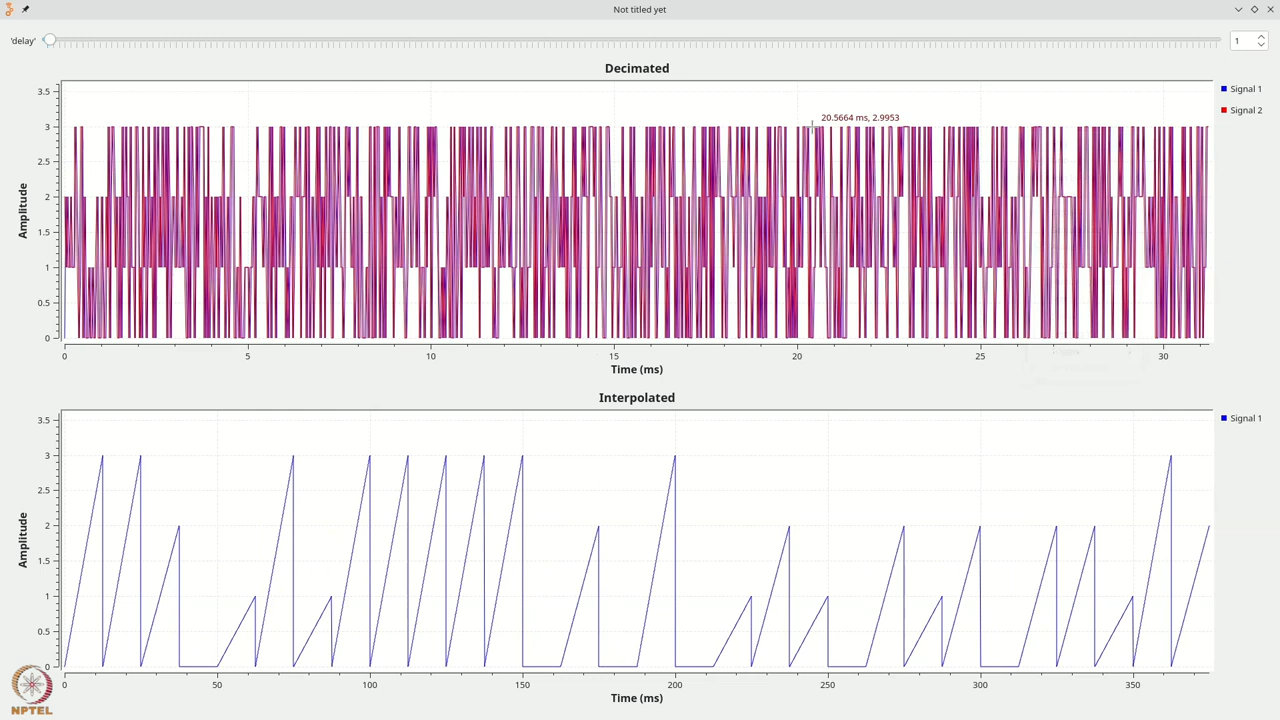 Not titled yet
'delay'
1
Decimated
Signal 1
Signal 2
3.5
3
2.5
2
1.5
1
0.5
0
Amplitude
20.5664 ms, 2.9953
0 5 10 15 20 25 30
Time (ms)
Interpolated
Signal 1
3.5
3
2.5
2
1.5
1
0.5
0
Amplitude
0 50 100 150 200 250 300 350
Time (ms)
NPTEL